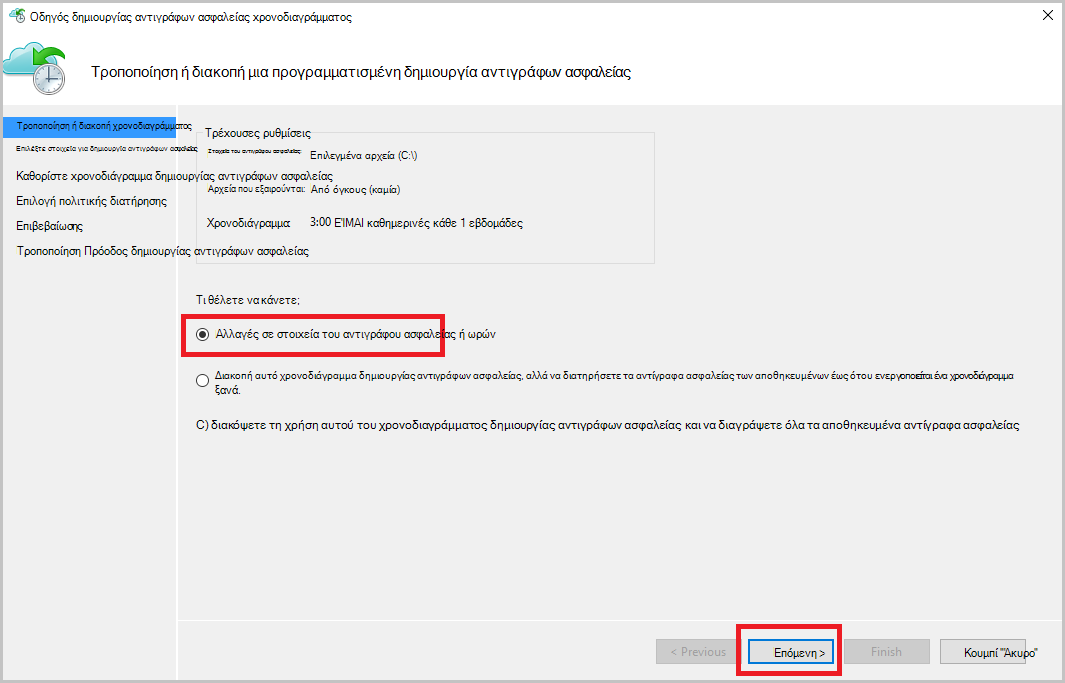 Οδηγός δημιουργίας αντιγράφων ασφαλείας χρονοδιαγράμματος
Τροποποίηση ή διακοπή μια προγραμματισμένη δημιουργία αντιγράφων ασφαλείας
Τροποποίηση ή διακοπή χρονοδιαγράμματος
Επιλέξτε στοιχεία για δημιουργία αντιγράφων ασφαλείας
Καθορίστε χρονοδιάγραμμα δημιουργίας αντιγράφων ασφαλείας
Επιλογή πολιτικής διατήρησης
Επιβεβαίωσης
Τροποποίηση Πρόοδος δημιουργίας αντιγράφων ασφαλείας
Τρέχουσες ρυθμίσεις
Στοιχεία του αντιγράφου ασφαλείας: Επιλεγμένα αρχεία (C:\)
Αρχεία που εξαιρούνται: Από όγκους (καμία)
Χρονοδιάγραμμα 3:00 ΕΊΜΑΙ καθημερινές κάθε 1 εβδομάδες
Τι θέλετε να κάνετε;
Αλλαγές σε στοιχεία του αντιγράφου ασφαλείας ή ωρών
Διακοπή αυτό χρονοδιάγραμμα δημιουργίας αντιγράφων ασφαλείας, αλλά να διατηρήσετε τα αντίγραφα ασφαλείας των αποθηκευμένων έως ότου ενεργοποιείται ένα χρονοδιάγραμμα
ξανά.
C) διακόψετε τη χρήση αυτού του χρονοδιαγράμματος δημιουργίας αντιγράφων ασφαλείας και να διαγράψετε όλα τα αποθηκευμένα αντίγραφα ασφαλείας
< Previous
Επόμενη >
Finish
Κουμπί "Άκυρο"